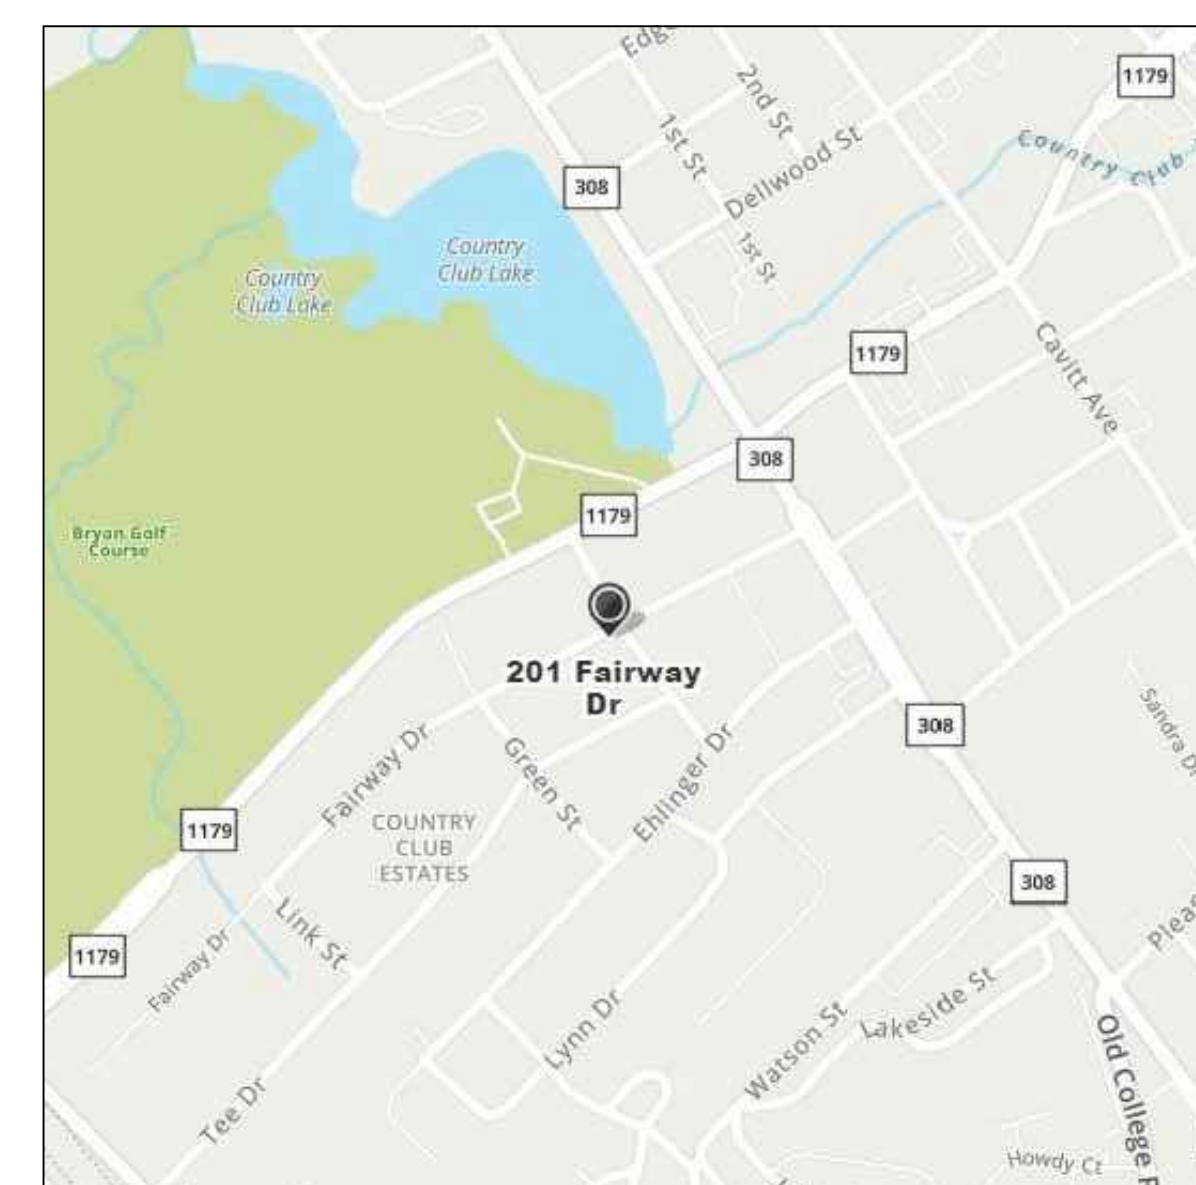 1179
2nd St
1st St
308
Dellwood St
Country Club
1st St
Country
Club Lake
Country
Club Lake
1179
Cavitt Ave
308
1179
Bryan Golf
Course
201 Fairway
Dr
Sandra Dr
308
Fairway Dr
Green St
Ehlinger Dr
1179
COUNTRY
CLUB
ESTATES
308
Link St
1179
Fairway Dr
Lynn Dr
Watson St
Lakeside St
Old College
Tee Dr
Howdy Ct